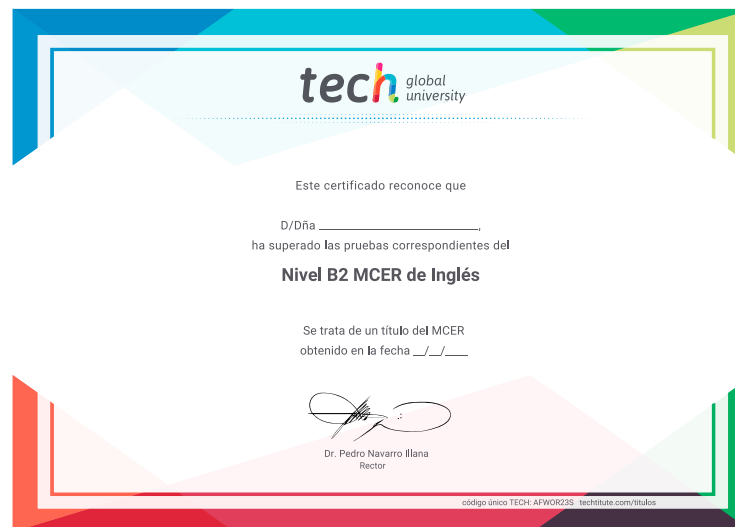 tech global university
Este certificado reconoce que
D/Dña ______________________,
ha superado las pruebas correspondientes del
Nivel B2 MCER de Inglés
Se trata de un título del MCER
obtenido en la fecha __/__/____
Dr. Pedro Navarro Illana
Rector
código único TECH: AFWOR23S techtitute.com/titulos